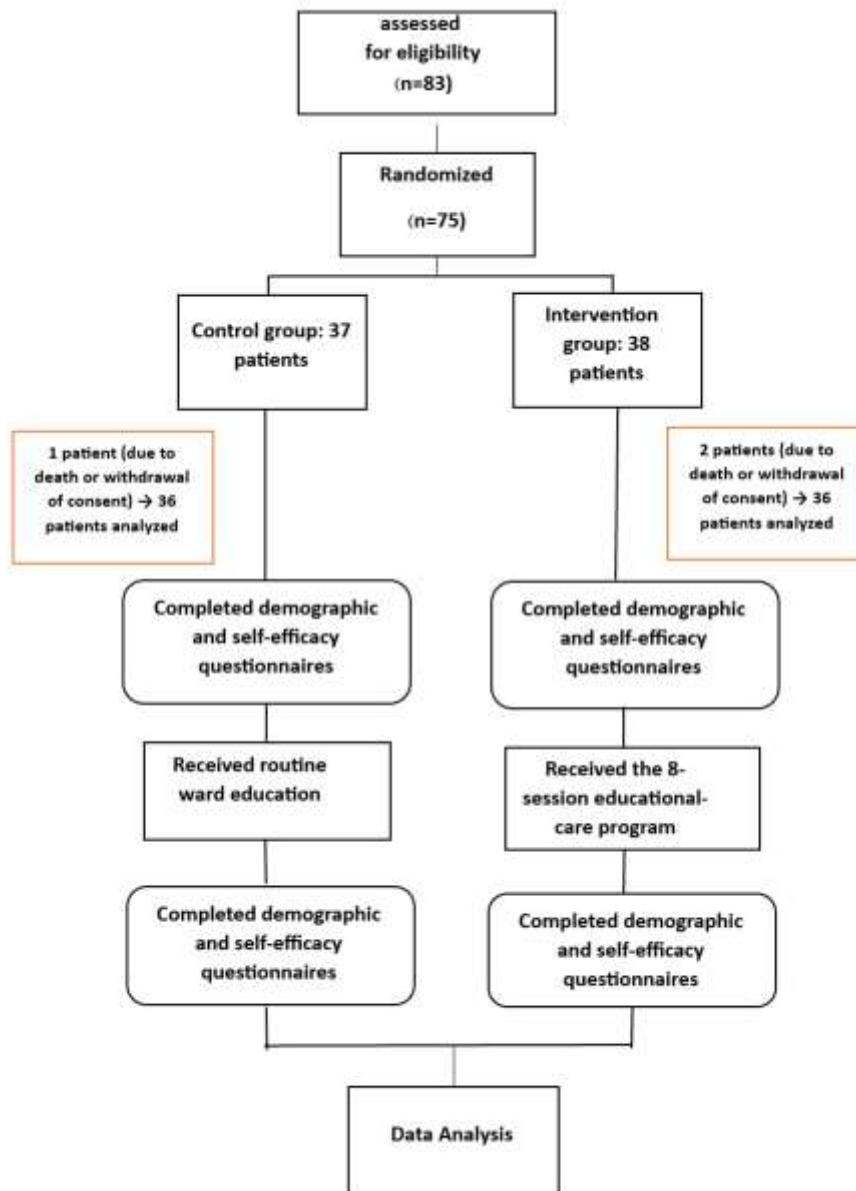 assessed
for eligibility
(n=83)
Randomized
(n=75)
Control group: 37
patients
Intervention
group: 38
patients
1 patient (due to
death or withdrawal
of consent) → 36
patients analyzed
2 patients (due to
death or withdrawal
of consent) → 36
patients analyzed
Completed demographic
and self-efficacy
questionnaires
Completed demographic
and self-efficacy
questionnaires
Received routine
ward education
Received the 8-
session educational-
care program
Completed demographic
and self-efficacy
questionnaires
Completed demographic
and self-efficacy
questionnaires
Data Analysis